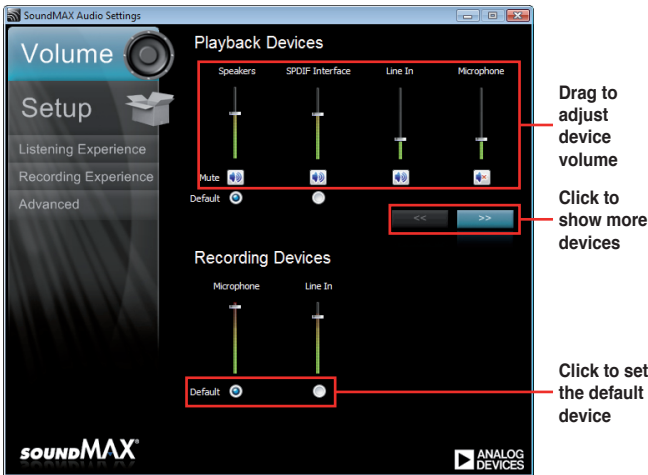 SoundMAX Audio Settings
Volume
Setup
Listening Experience
Recording Experience
Advanced
Playback Devices
Speakers SPDIF Interface Line In Microphone
Mute
Default
<< >>
Recording Devices
Microphone Line In
Default
SOUNDMAX®
ANALOG
DEVICES
Drag to
adjust
device
volume
Click to
show more
devices
Click to set
the default
device